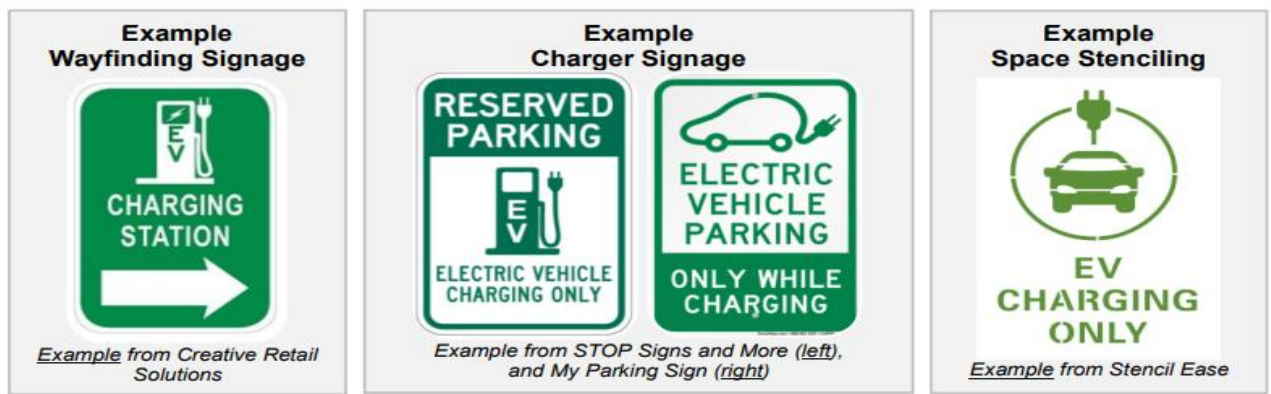 Example
Wayfinding Signage
EV
CHARGING
STATION
Example from Creative Retail
Solutions
Example
Charger Signage
RESERVED
PARKING
EV
ELECTRIC VEHICLE
CHARGING ONLY
ELECTRIC
VEHICLE
PARKING
ONLY WHILE
CHARGING
Example from STOP Signs and More (left),
and My Parking Sign (right)
Example
Space Stenciling
EV
CHARGING
ONLY
Example from Stencil Ease